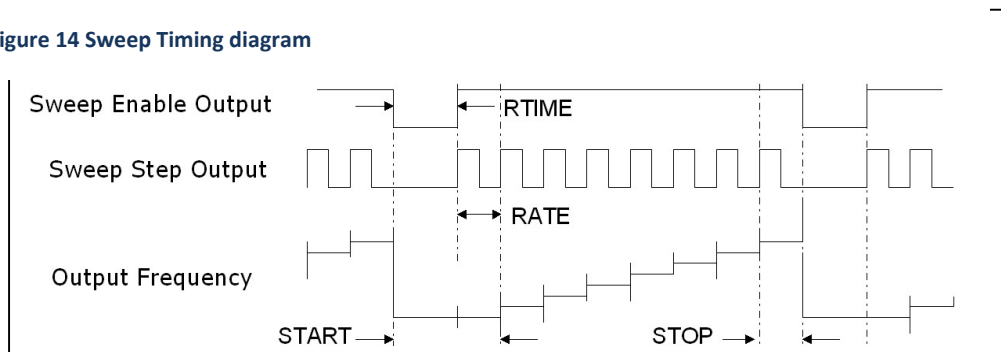 igure 14 Sweep Timing diagram
Sweep Enable Output
RTIME
Sweep Step Output
RATE
Output Frequency
START
STOP